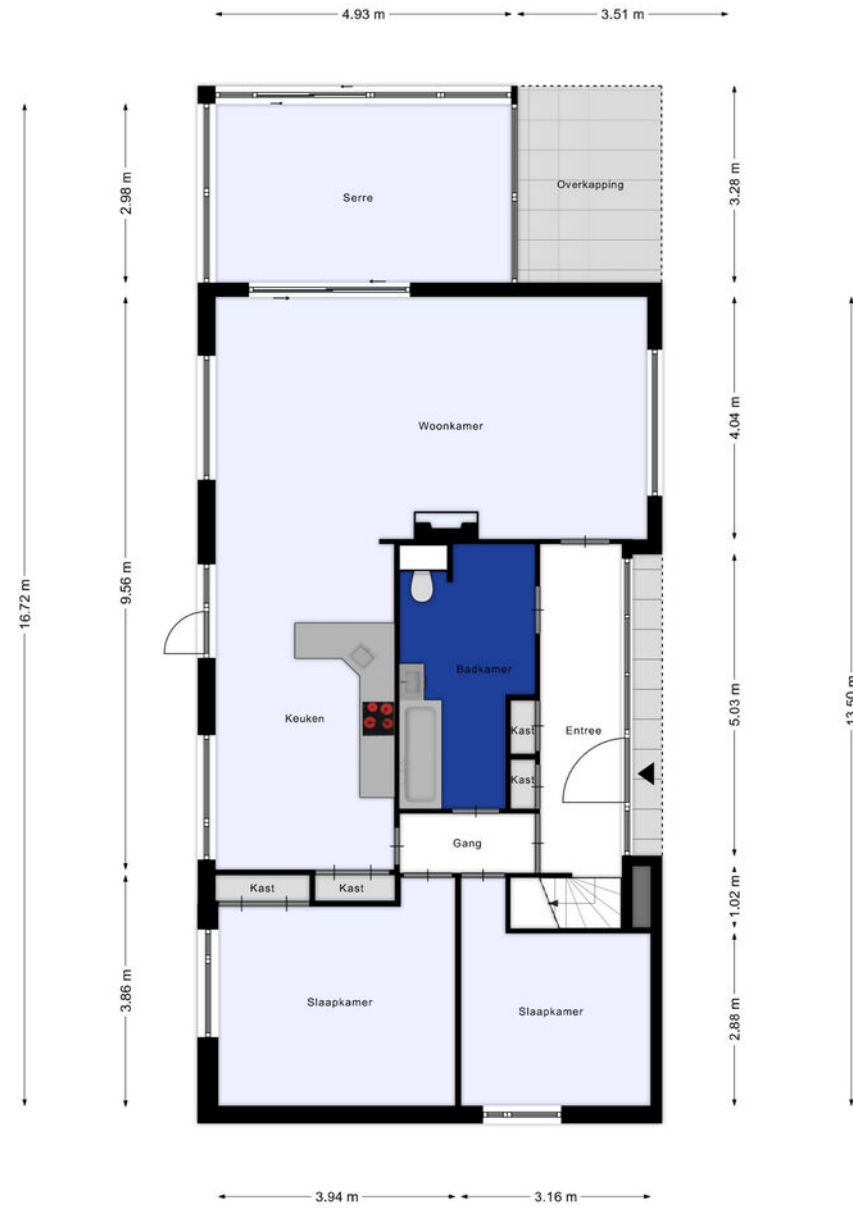 4.93 m
3.51 m
2.98 m
3.28 m
Serre
Overkapping
4.04 m
Woonkamer
16.72 m
9.56 m
13.50 m
Badkamer
5.03 m
Keuken
Kast
Entree
Kast
Gang
Kast
Kast
1.02 m
3.86 m
Slaapkamer
Slaapkamer
2.88 m
3.94 m
3.16 m